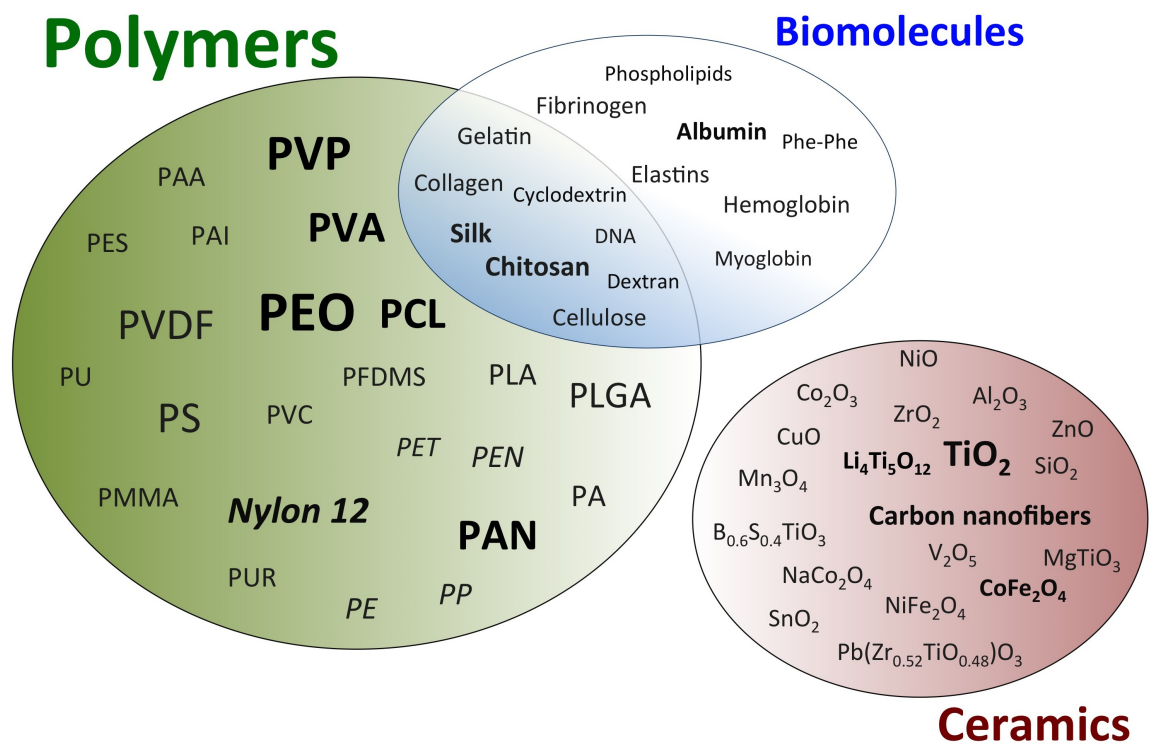 Polymers
Biomolecules
Phospholipids
Fibrinogen
Albumin
Phe-Phe
Gelatin
Elastins
Collagen
Cyclodextrin
Hemoglobin
Silk
DNA
Chitosan
Myoglobin
Dextran
Cellulose
PVP
PAA
PVA
PES
PAI
PEO
PCL
PVDF
PU
PFDMS
PLA
PLGA
PS
PVC
PET
PEN
PMMA
Nylon 12
PA
PAN
PUR
PE
PP
NiO
Co₂O₃
Al₂O₃
ZrO₂
CuO
ZnO
Li₄Ti₅O₁₂
TiO₂
SiO₂
Mn₃O₄
Carbon nanofibers
B₀.₆S₀.₄TiO₃
V₂O₅
MgTiO₃
NaCo₂O₄
CoFe₂O₄
NiFe₂O₄
SnO₂
Pb(Zr₀.₅₂TiO₀.₄₈)O₃
Ceramics